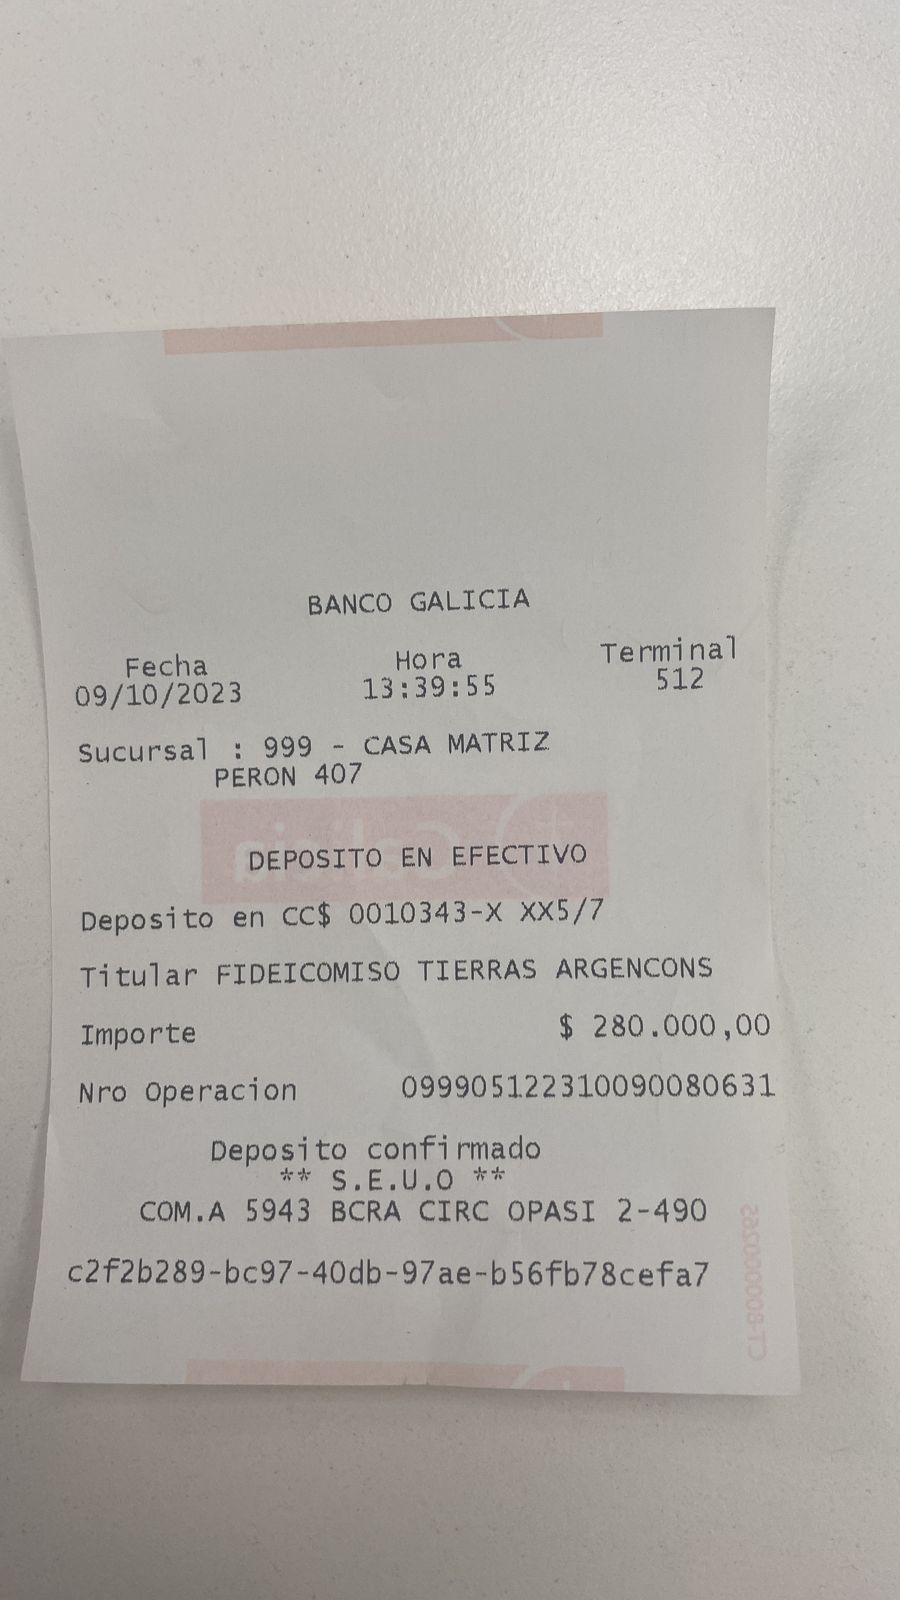 BANCO GALICIA
Fecha Hora Terminal
09/10/2023 13:39:55 512
Sucursal : 999 - CASA MATRIZ
PERON 407
Galicia
DEPOSITO EN EFECTIVO
Deposito en CC$ 0010343-X XX5/7
Titular FIDEICOMISO TIERRAS ARGENCONS
Importe $ 280.000,00
Nro Operacion 099905122310090080631
Deposito confirmado
** S.E.U.O **
COM.A 5943 BCRA CIRC OPASI 2-490
c2f2b289-bc97-40db-97ae-b56fb78cefa7